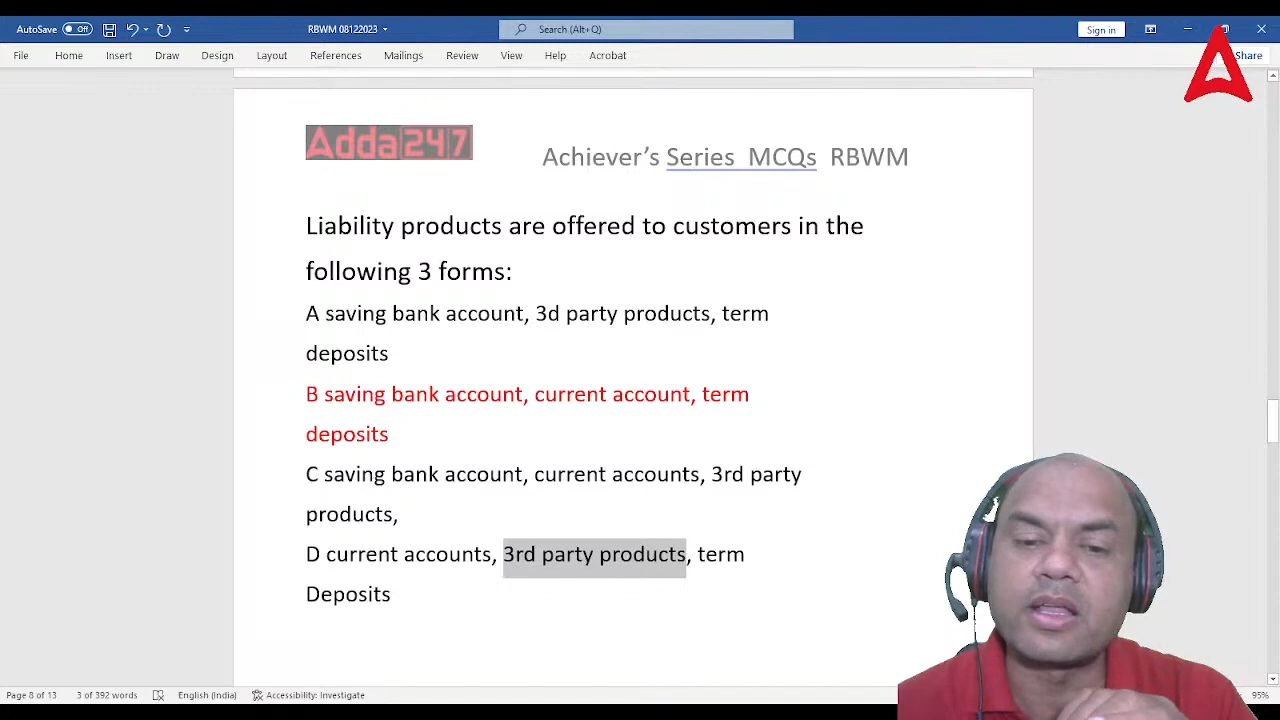 AutoSave Off
RBWM 08122023
Search (Alt+Q)
Sign in
File Home Insert Draw Design Layout References Mailings Review View Help Acrobat
Share
Adda247
Achiever's Series MCQs RBWM
Liability products are offered to customers in the
following 3 forms:
A saving bank account, 3d party products, term
deposits
B saving bank account, current account, term
deposits
C saving bank account, current accounts, 3rd party
products,
D current accounts, 3rd party products, term
Deposits
Page 8 of 13 3 of 392 words English (India) Accessibility: Investigate 95%